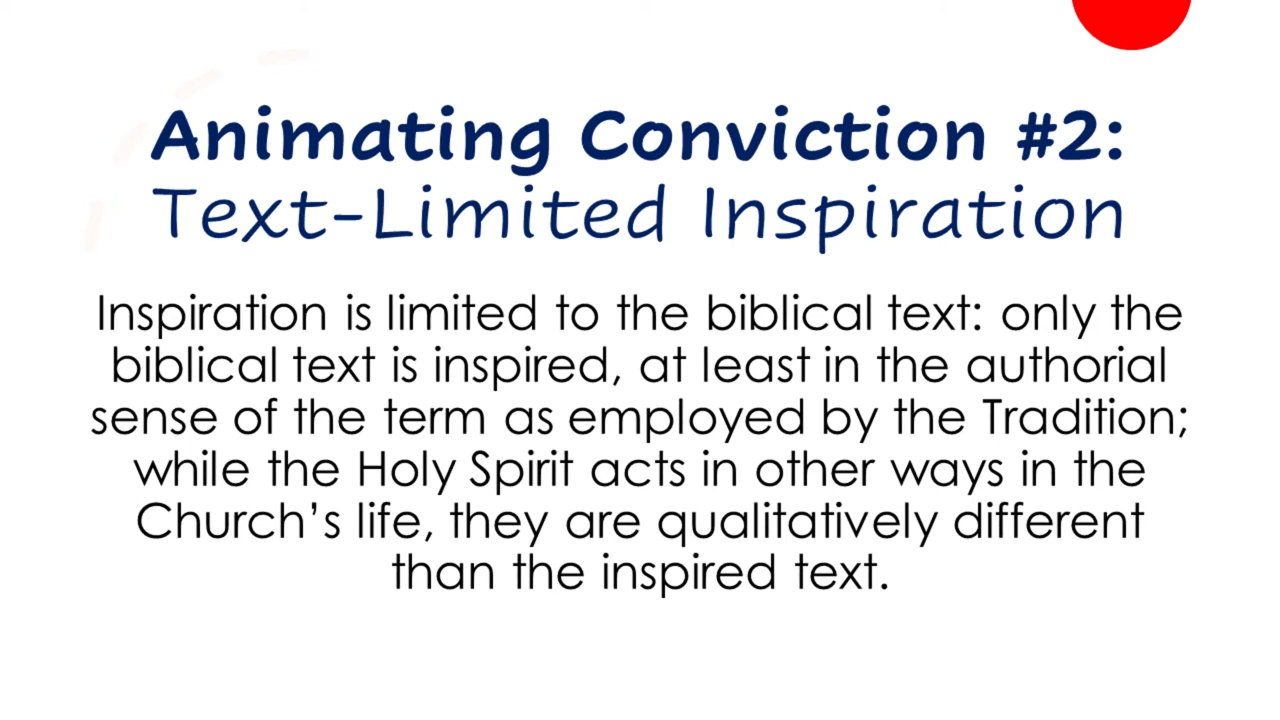 Animating Conviction #2:
Text-Limited Inspiration
Inspiration is limited to the biblical text: only the
biblical text is inspired, at least in the authorial
sense of the term as employed by the Tradition;
while the Holy Spirit acts in other ways in the
Church’s life, they are qualitatively different
than the inspired text.